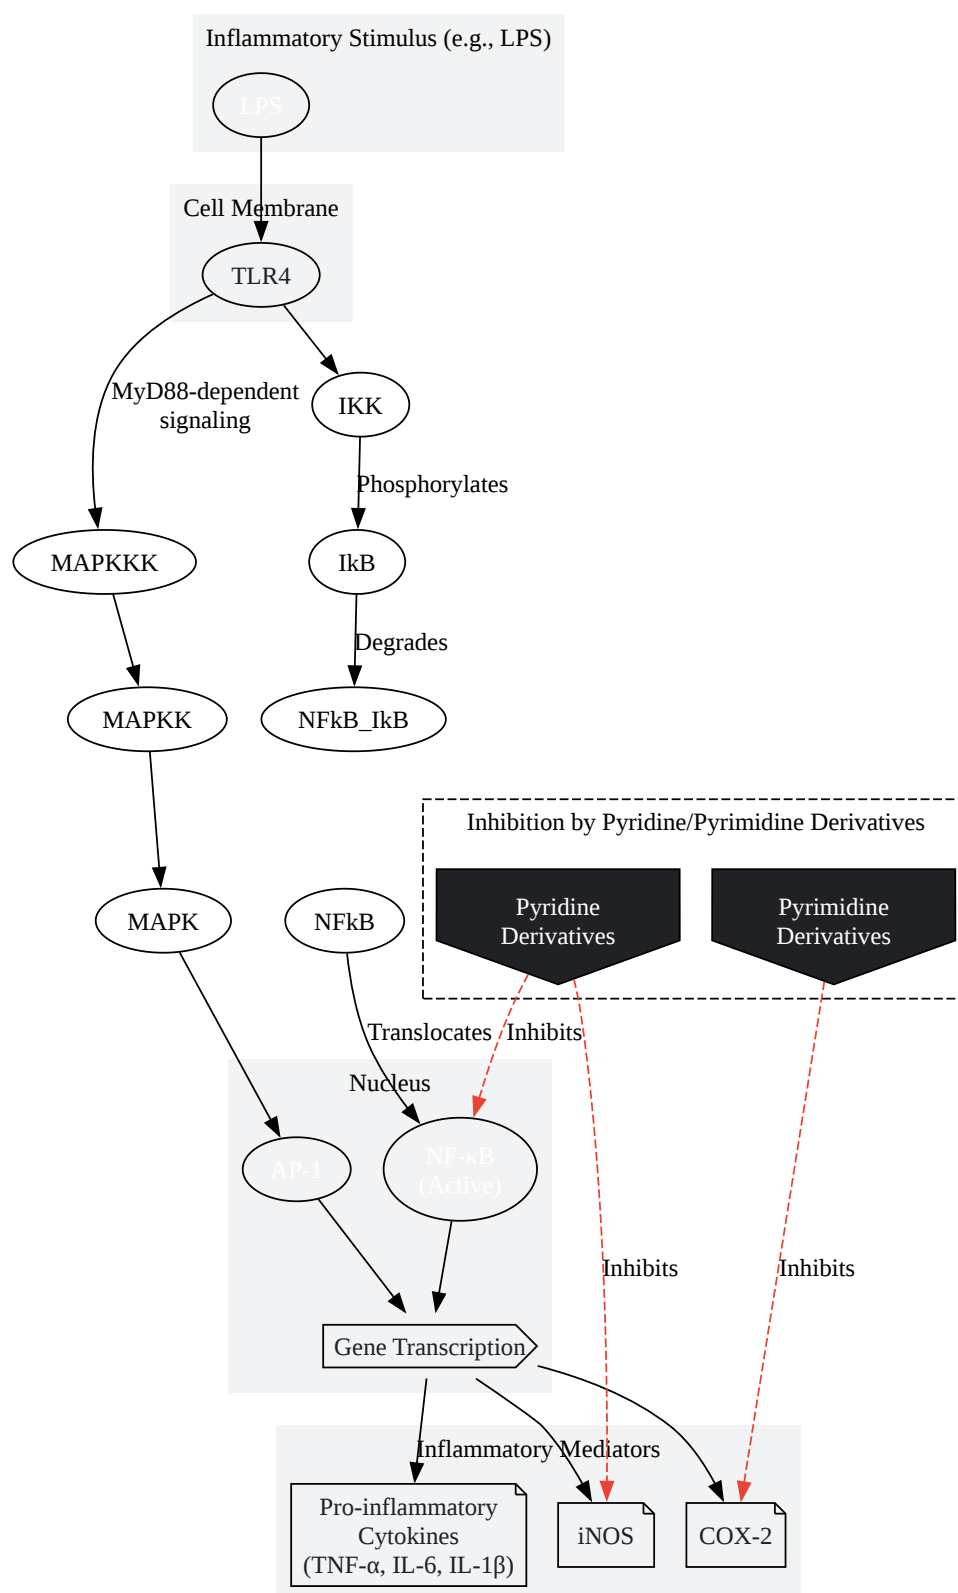 Inflammatory Stimulus (e.g., LPS)
LPS
Cell Membrane
TLR4
MyD88-dependent
signaling
IKK
Phosphorylates
MAPKKK
IkB
Degrades
MAPKK
NFkB_IkB
Inhibition by Pyridine/Pyrimidine Derivatives
Pyridine
Derivatives
Pyrimidine
Derivatives
MAPK
NFkB
Translocates
Inhibits
Nucleus
AP-1
NF-κB
(Active)
Inhibits
Inhibits
Gene Transcription
Inflammatory Mediators
Pro-inflammatory
Cytokines
(TNF-α, IL-6, IL-1β)
iNOS
COX-2